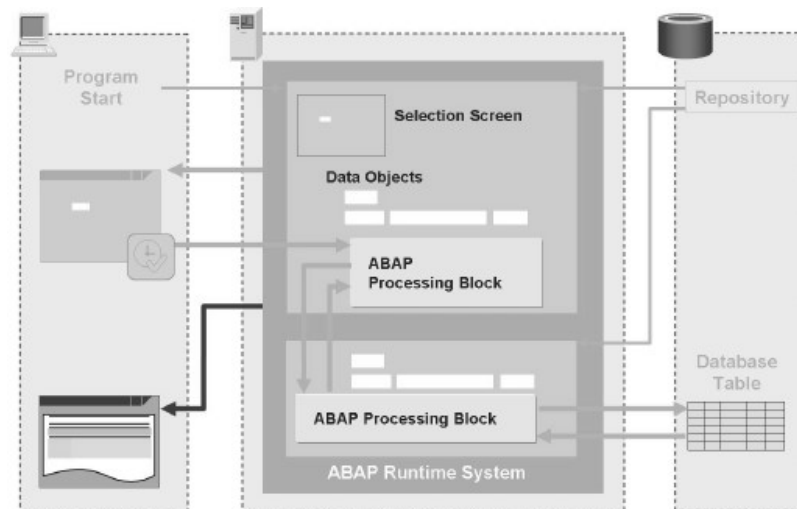 Program
Start
Selection Screen
Repository
Data Objects
ABAP
Processing Block
Database
Table
ABAP Processing Block
ABAP Runtime System